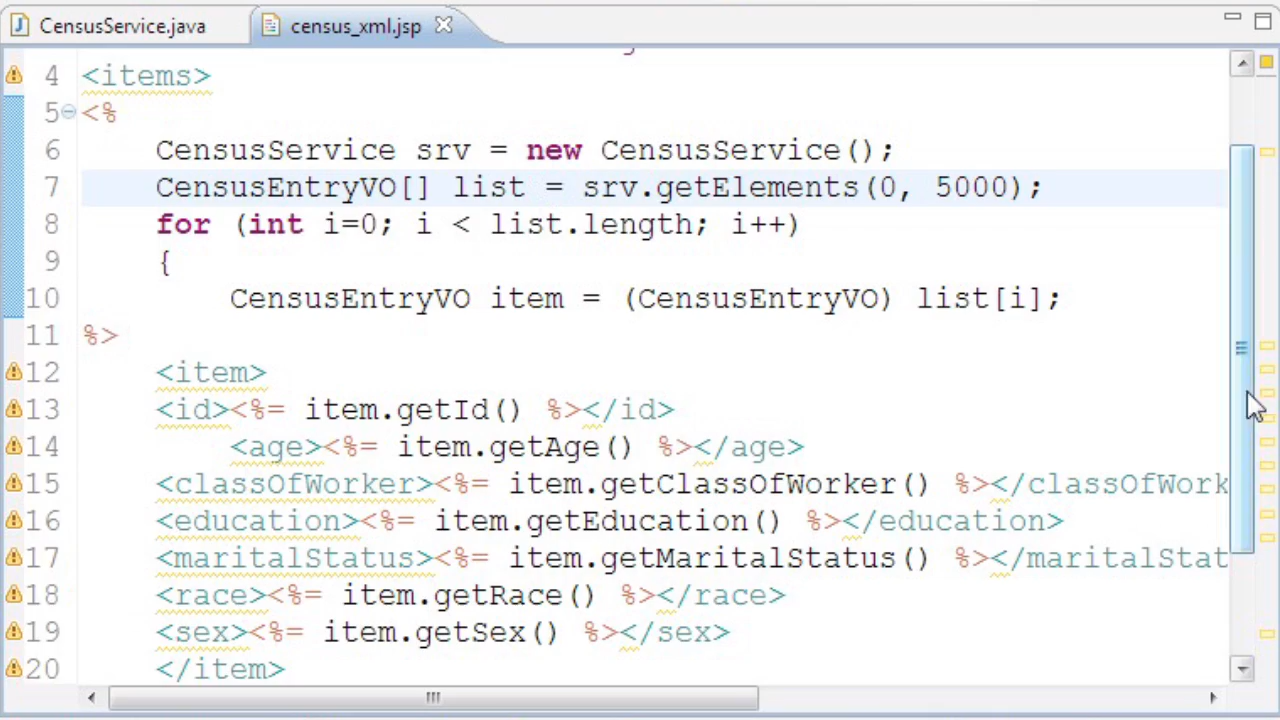 CensusService.java census_xml.jsp
4 <items>
5 <%
6 CensusService srv = new CensusService();
7 CensusEntryVO[] list = srv.getElements(0, 5000);
8 for (int i=0; i < list.length; i++)
9 {
10 CensusEntryVO item = (CensusEntryVO) list[i];
11 %>
12 <item>
13 <id><%= item.getId() %></id>
14 <age><%= item.getAge() %></age>
15 <classOfWorker><%= item.getClassOfWorker() %></classOfWork
16 <education><%= item.getEducation() %></education>
17 <maritalStatus><%= item.getMaritalStatus() %></maritalStat
18 <race><%= item.getRace() %></race>
19 <sex><%= item.getSex() %></sex>
20 </item>